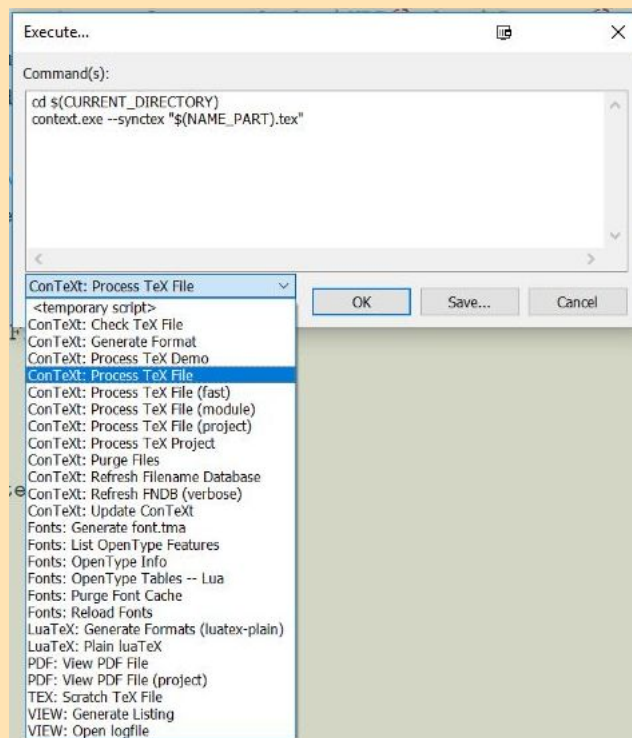 Execute...
Command(s):
cd $(CURRENT_DIRECTORY)
context.exe --synctex "$(NAME_PART).tex"
ConTeXt: Process TeX File
OK
Save...
Cancel
<temporary script>
ConTeXt: Check TeX File
ConTeXt: Generate Format
ConTeXt: Process TeX Demo
ConTeXt: Process TeX File
ConTeXt: Process TeX File (fast)
ConTeXt: Process TeX File (module)
ConTeXt: Process TeX File (project)
ConTeXt: Process TeX Project
ConTeXt: Purge Files
ConTeXt: Refresh Filename Database
ConTeXt: Refresh FNDB (verbose)
ConTeXt: Update ConTeXt
Fonts: Generate font.tma
Fonts: List OpenType Features
Fonts: OpenType Info
Fonts: OpenType Tables -- Lua
Fonts: Purge Font Cache
Fonts: Reload Fonts
LuaTeX: Generate Formats (luatex-plain)
LuaTeX: Plain luaTeX
PDF: View PDF File
PDF: View PDF File (project)
TEX: Scratch TeX File
VIEW: Generate Listing
VIEW: Open logfile